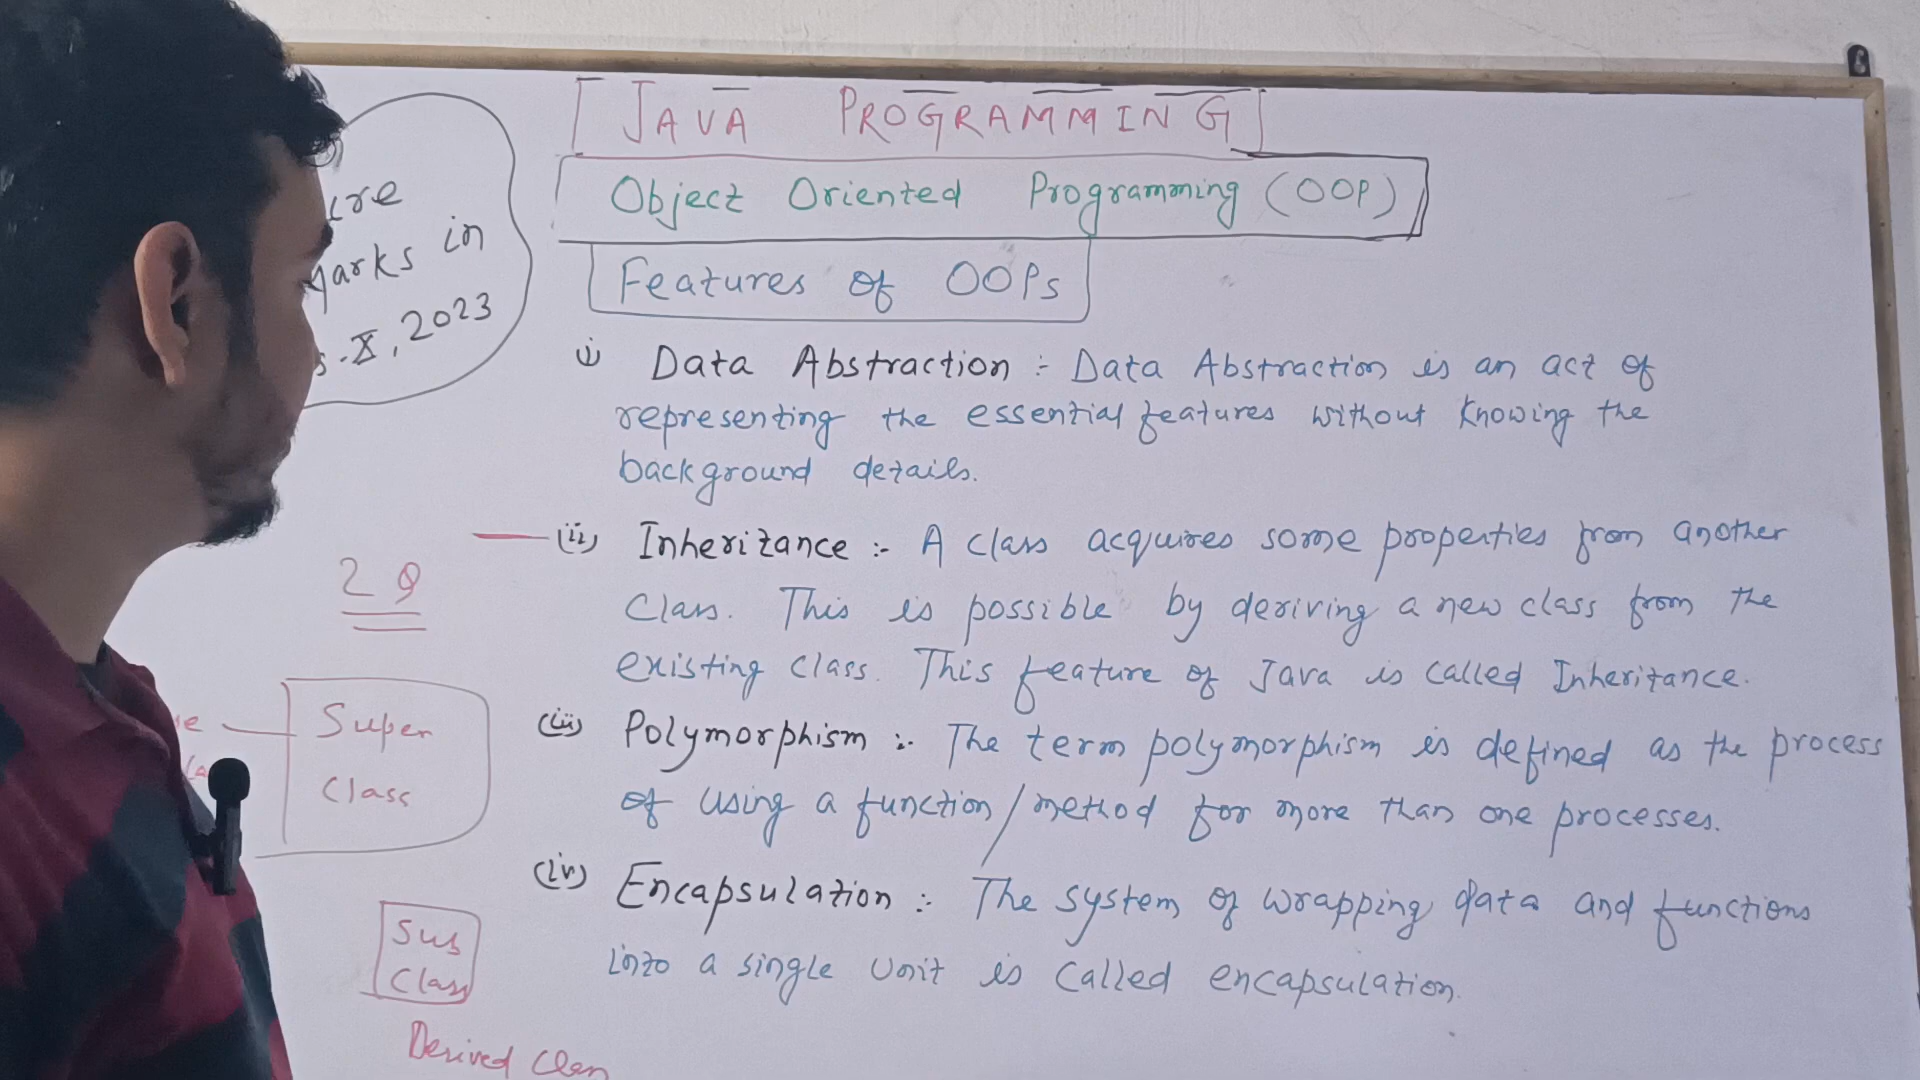 JAVA PROGRAMMING
Object Oriented Programming (OOP)
Features of OOPs
in
2023
X,
i) Data Abstraction :- Data Abstraction is an act of
representing the essential features without knowing the
background details.
(ii) Inheritance :- A class acquires some properties from another
Class. This is possible by deriving a new class from the
existing class. This feature of Java is called Inheritance.
(iii) Polymorphism :- The term polymorphism is defined as the process
of using a function/method for more than one processes.
(iv) Encapsulation :- The system of wrapping data and functions
into a single unit is called encapsulation.
2 Q
Super
Class
Sub
Class
Derived Class